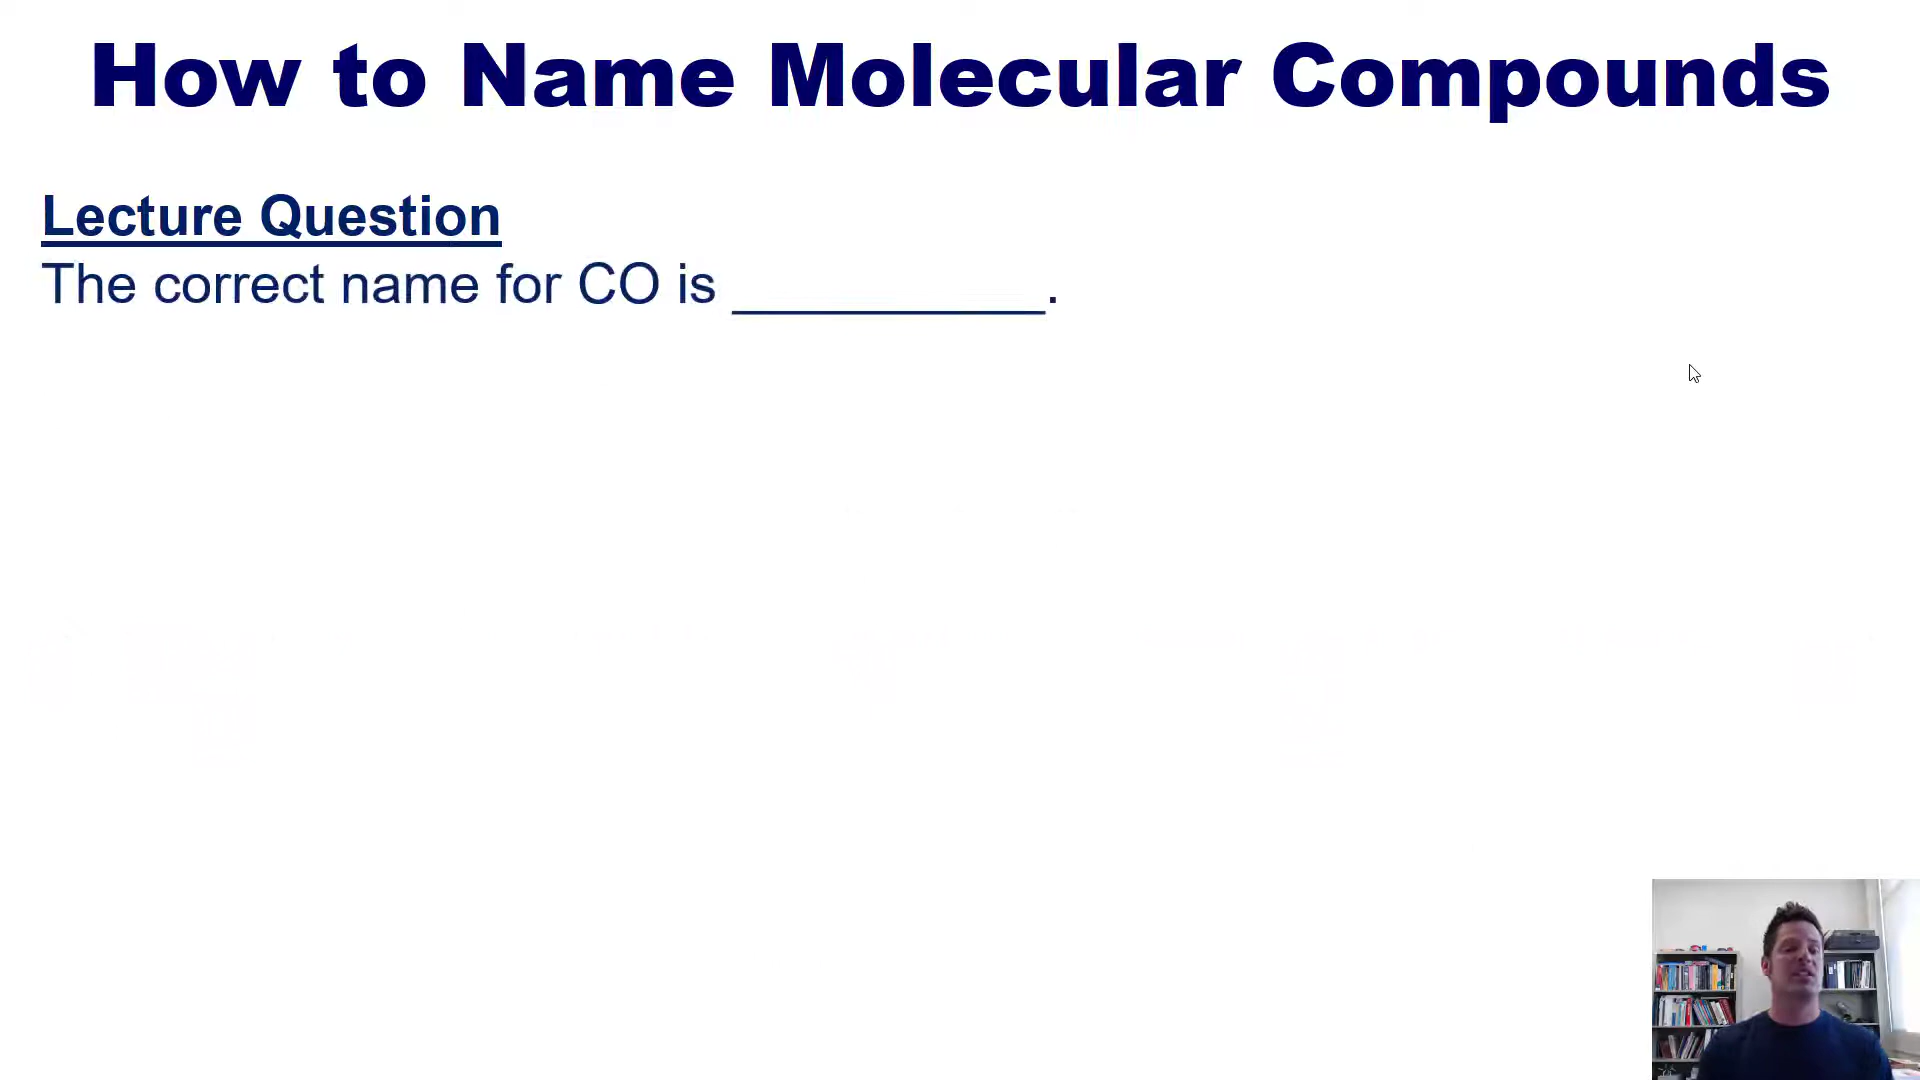 How to Name Molecular Compounds
Lecture Question
The correct name for CO is ___________.